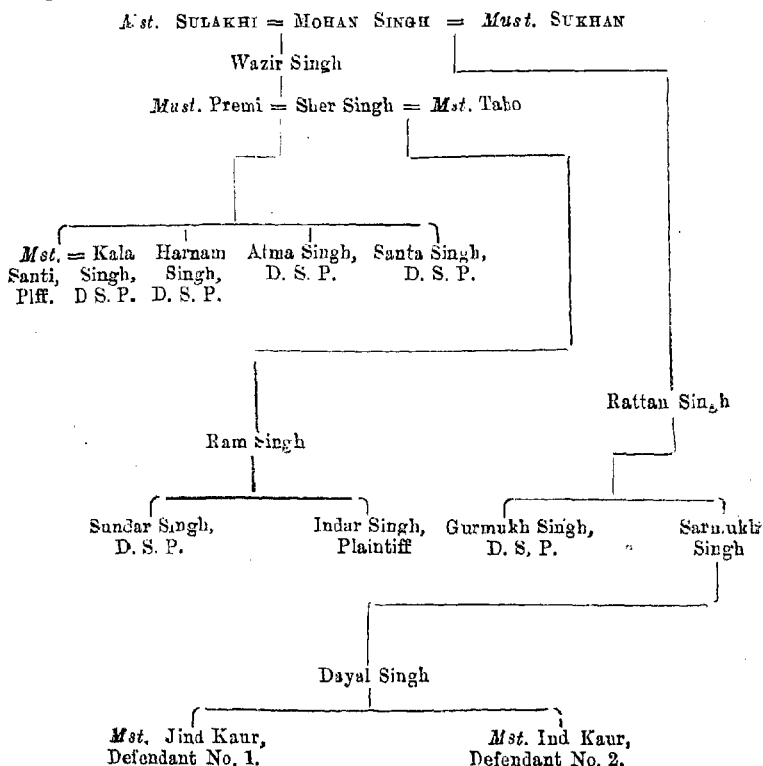 Mst. SULAKHI = MOHAN SINGH = Must. SUKHAN
Wazir Singh
Must. Premi = Sher Singh = Mst. Tabo
Mst. = Kala Harnam Atma Singh, Santa Singh,
Santi, Singh, Singh, D. S. P. D. S. P.
Plff. D S. P. D. S. P.
Rattan Singh
Ram Singh
Sundar Singh, Indar Singh, Gurmukh Singh, Sarmukh
D. S. P. Plaintiff D. S, P. Singh
Dayal Singh
Mst. Jind Kaur, Mst. Ind Kaur,
Defendant No. 1. Defendant No. 2.